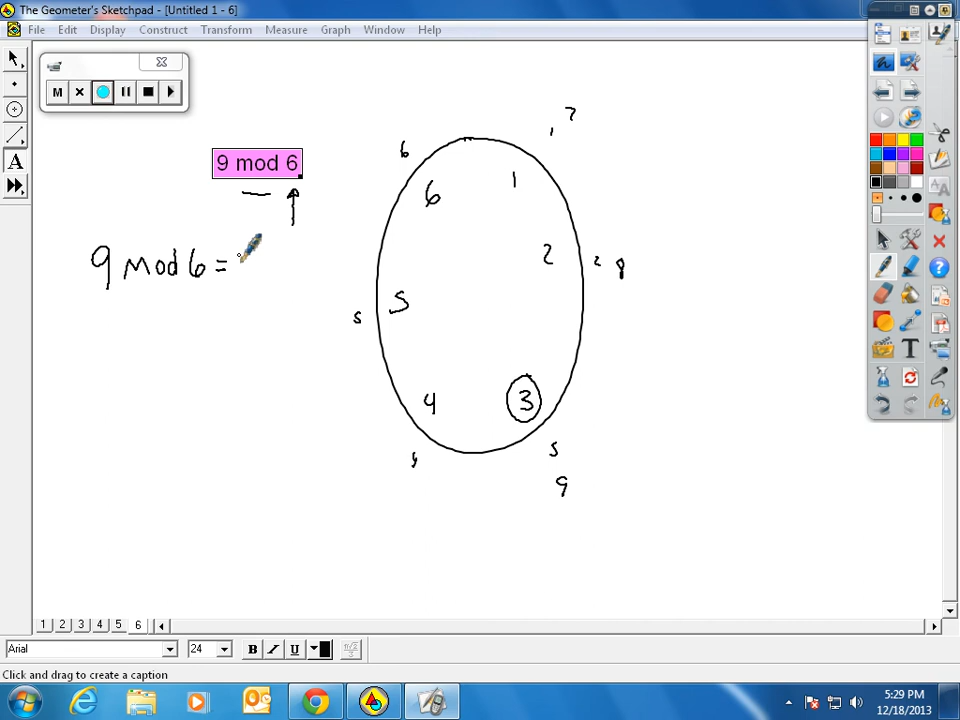 The Geometer's Sketchpad - [Untitled 1 - 6]
File Edit Display Construct Transform Measure Graph Window Help
M
9 mod 6
9 mod 6 =
6 1 7
6 1
2 2 8
5 5
4 3
9
A
T
1 2 3 4 5 6
Arial 24 B I U
Click and drag to create a caption
5:29 PM
12/18/2013